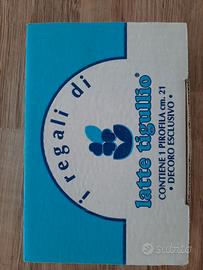 i regali di
latte tigullio®
CONTIENE 1 PIROFILA cm. 21
• DECORO ESCLUSIVO •
subito